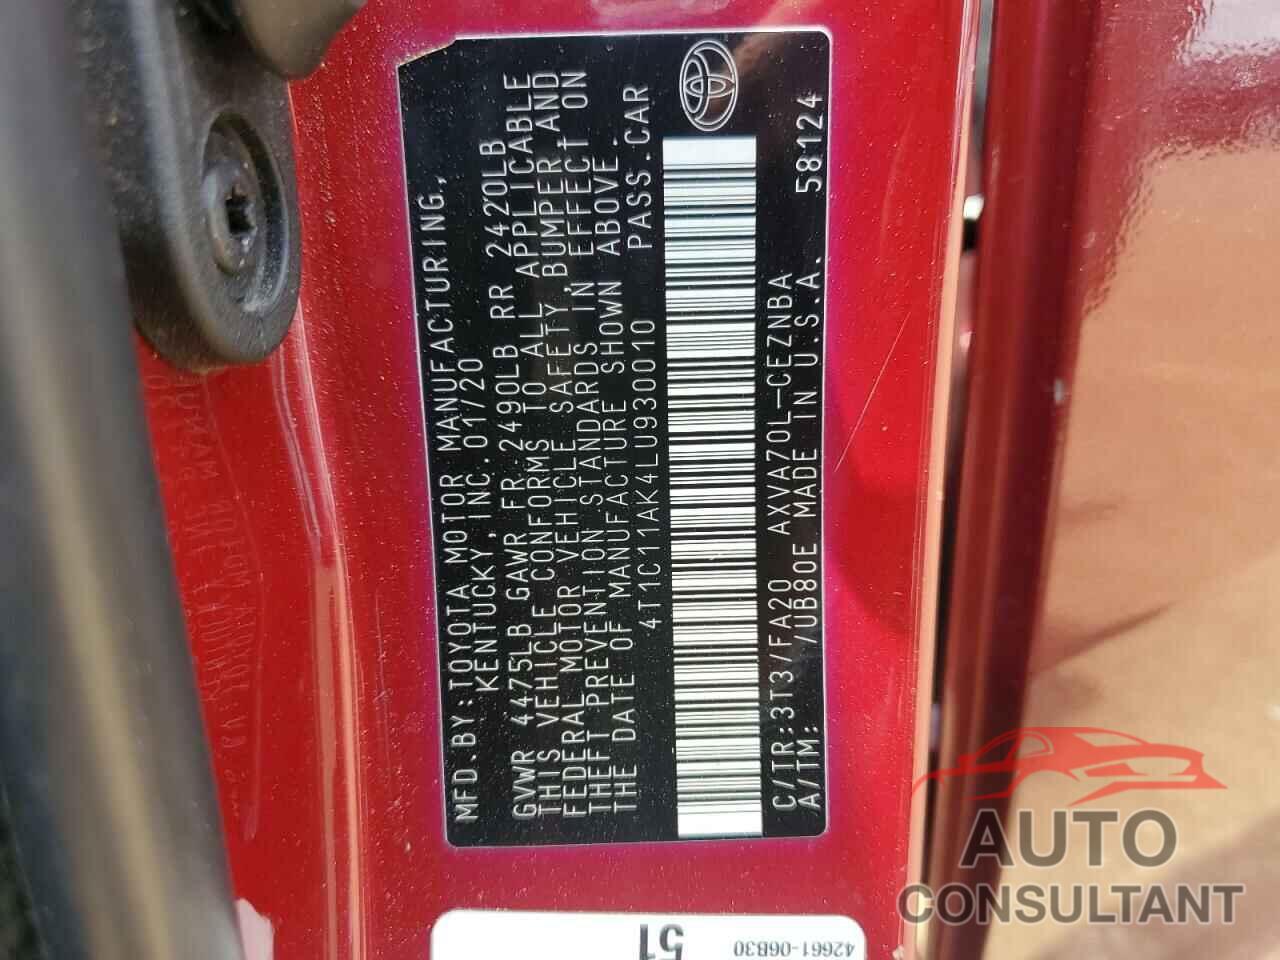 MFD.BY:TOYOTA MOTOR MANUFACTURING.,
KENTUCKY, INC. 01/20
GVWR 4475LB GAWR FR 2490LB RR 2420LB
THIS VEHICLE CONFORMS TO ALL APPLICABLE
FEDERAL MOTOR VEHICLE SAFETY, BUMPER AND
THEFT PREVENTION STANDARDS IN EFFECT ON
THE DATE OF MANUFACTURE SHOWN ABOVE.
4T1C11AK4LU930010 PASS.CAR
C/TR:3T3/FA20 AXVA70L-CEZNBA
A/TM: /UB80E MADE IN U.S.A. 58124
51
42661-06B30
AUTO
CONSULTANT